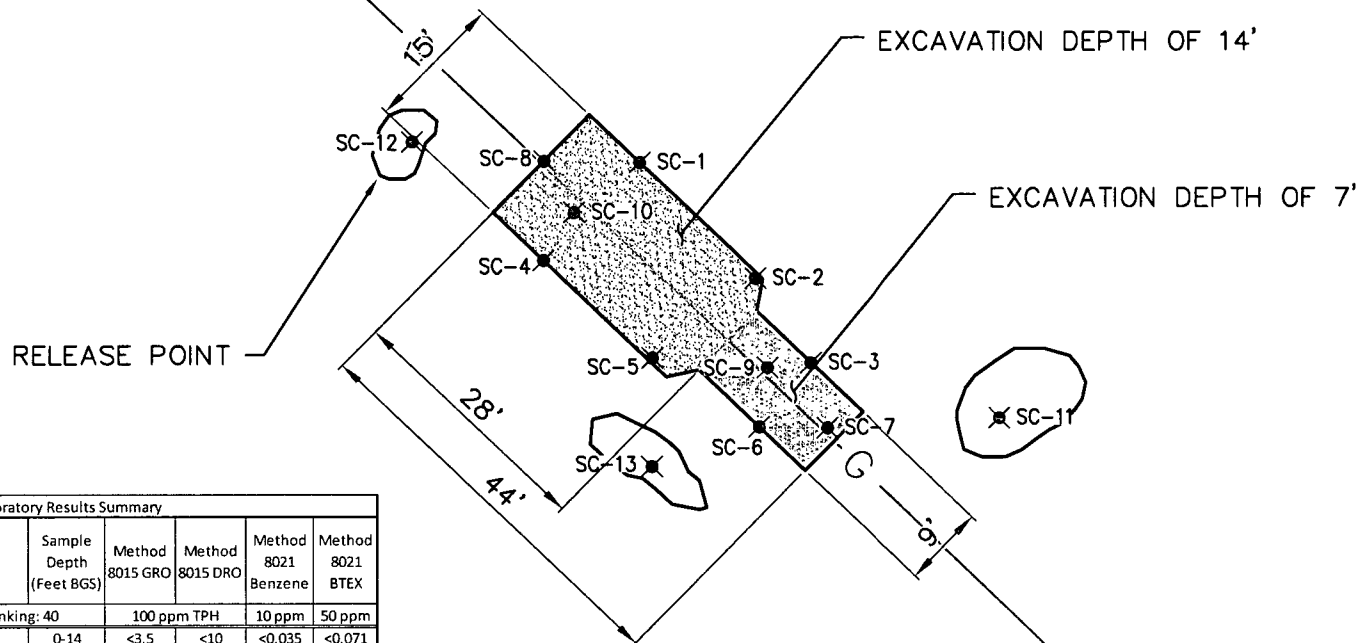 15'
EXCAVATION DEPTH OF 14'
SC-12
SC-8
SC-1
EXCAVATION DEPTH OF 7'
SC-10
SC-4
SC-2
RELEASE POINT
SC-5
SC-9
SC-3
28'
SC-6
SC-7
SC-11
SC-13
G
44'
9'
oratory Results Summary
Sample Depth (Feet BGS)
Method 8015 GRO
Method 8015 DRO
Method 8021 Benzene
Method 8021 BTEX
nking: 40
100 ppm TPH
10 ppm
50 ppm
0-14
<3.5
<10
<0.035
<0.071